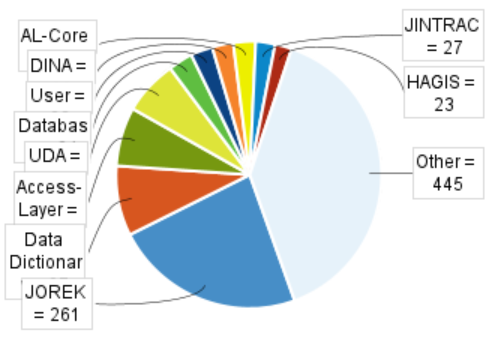 AL-Core
DINA =
User =
Databas
UDA =
Access-
Layer =
Data
Dictionar
JOREK
= 261
JINTRAC
= 27
HAGIS =
23
Other =
445